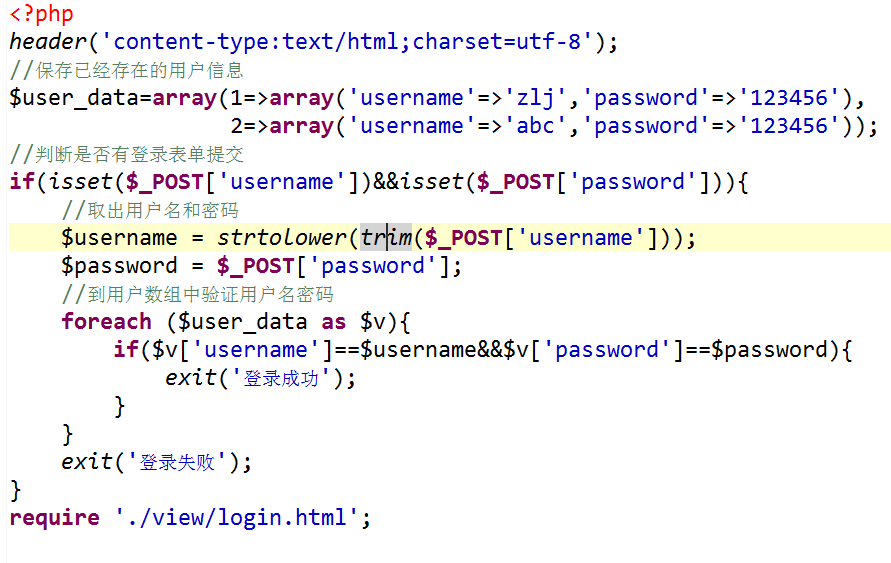 <?php
header('content-type:text/html;charset=utf-8');
//保存已经存在的用户信息
$user_data=array(1=>array('username'=>'zlj','password'=>'123456'),
                 2=>array('username'=>'abc','password'=>'123456'));
//判断是否有登录表单提交
if(isset($_POST['username'])&&isset($_POST['password'])){
    //取出用户名和密码
    $username = strtolower(trim($_POST['username']));
    $password = $_POST['password'];
    //到用户数组中验证用户名密码
    foreach ($user_data as $v){
        if($v['username']==$username&&$v['password']==$password){
            exit('登录成功');
        }
    }
    exit('登录失败');
}
require './view/login.html';